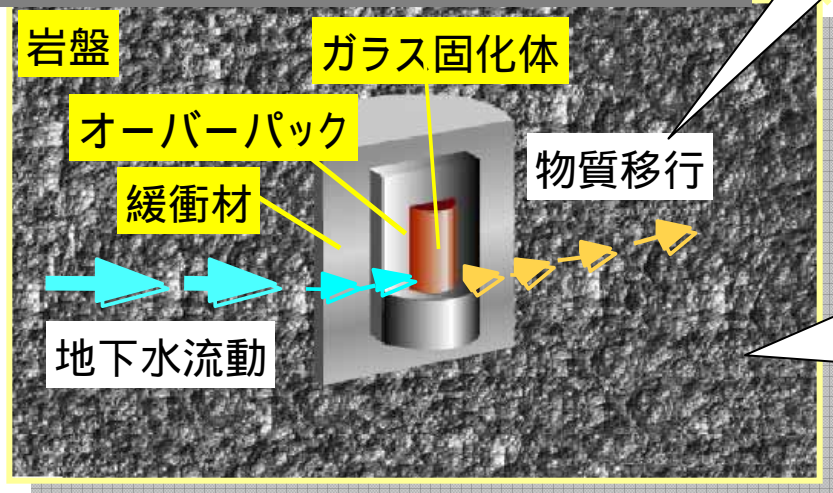 岩盤
ガラス固化体
オーバーパック
物質移行
緩衝材
地下水流動